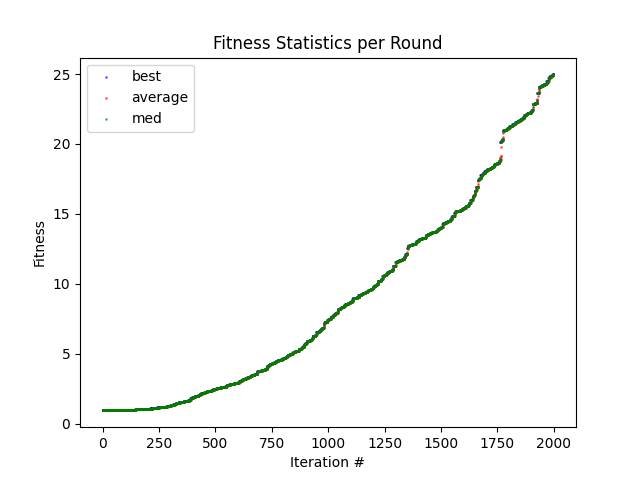 Fitness Statistics per Round
best
average
med
Fitness
25
20
15
10
5
0
0 250 500 750 1000 1250 1500 1750 2000
Iteration #